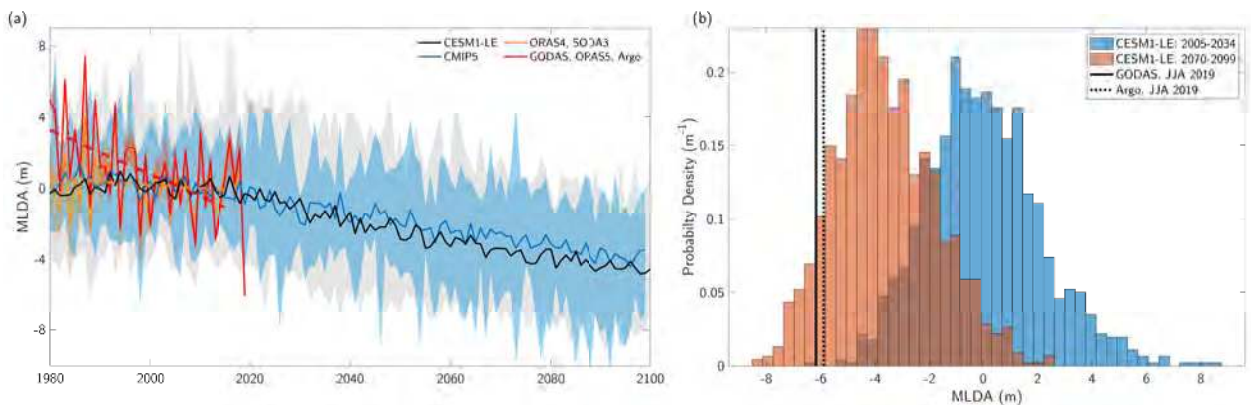 (a)
8
4
0
-4
-8
MLDA (m)
CESM1-LE
CMIP5
ORAS4, SODA3
GODAS, ORAS5, Argo
1980
2000
2020
2040
2060
2080
2100
(b)
0.2
0.15
0.1
0.05
0
Probabilty Density (m⁻¹)
CESM1-LE: 2005-2034
CESM1-LE: 2070-2099
GODAS, JJA 2019
Argo, JJA 2019
-8
-6
-4
-2
0
2
4
6
8
MLDA (m)